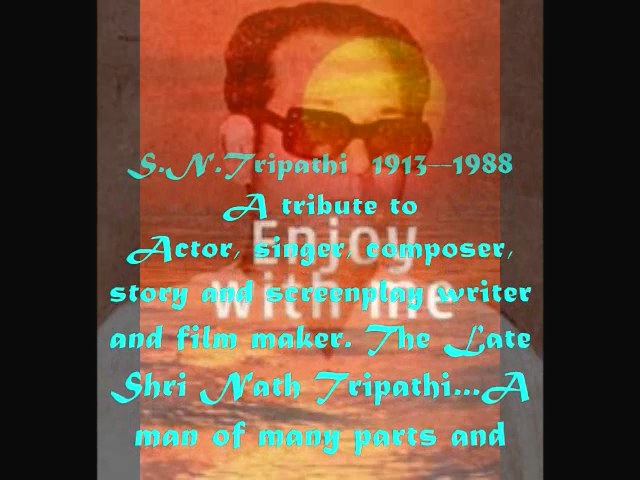 S.N.Tripathi 1913--1988
A tribute to
Actor, singer, composer,
story and screenplay writer
and film maker. The Late
Shri Nath Tripathi...A
man of many parts and
Enjoy
with me